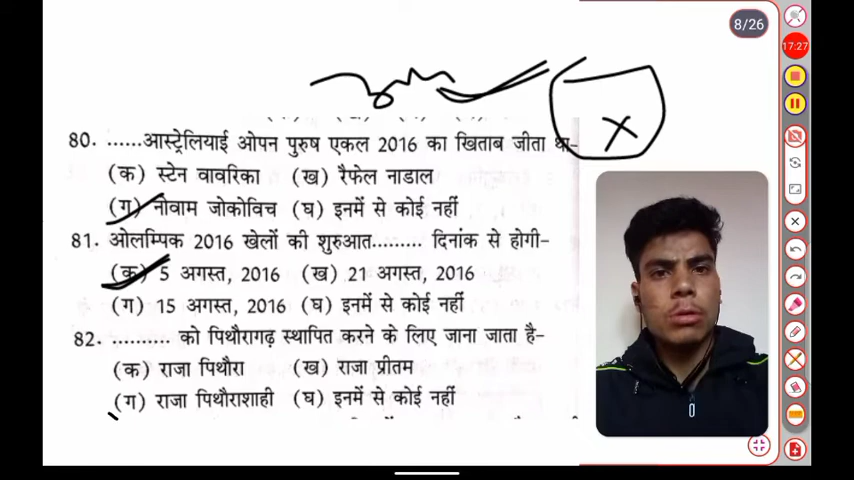 8/26
17:27
80. ......आस्ट्रेलियाई ओपन पुरुष एकल 2016 का खिताब जीता था-
(क) स्टेन वावरिका (ख) रैफेल नाडाल
(ग) नोवाम जोकोविच (घ) इनमें से कोई नहीं
81. ओलम्पिक 2016 खेलों की शुरुआत......... दिनांक से होगी-
(क) 5 अगस्त, 2016 (ख) 21 अगस्त, 2016
(ग) 15 अगस्त, 2016 (घ) इनमें से कोई नहीं
82. .......... को पिथौरागढ़ स्थापित करने के लिए जाना जाता है-
(क) राजा पिथौरा (ख) राजा प्रीतम
(ग) राजा पिथौराशाही (घ) इनमें से कोई नहीं